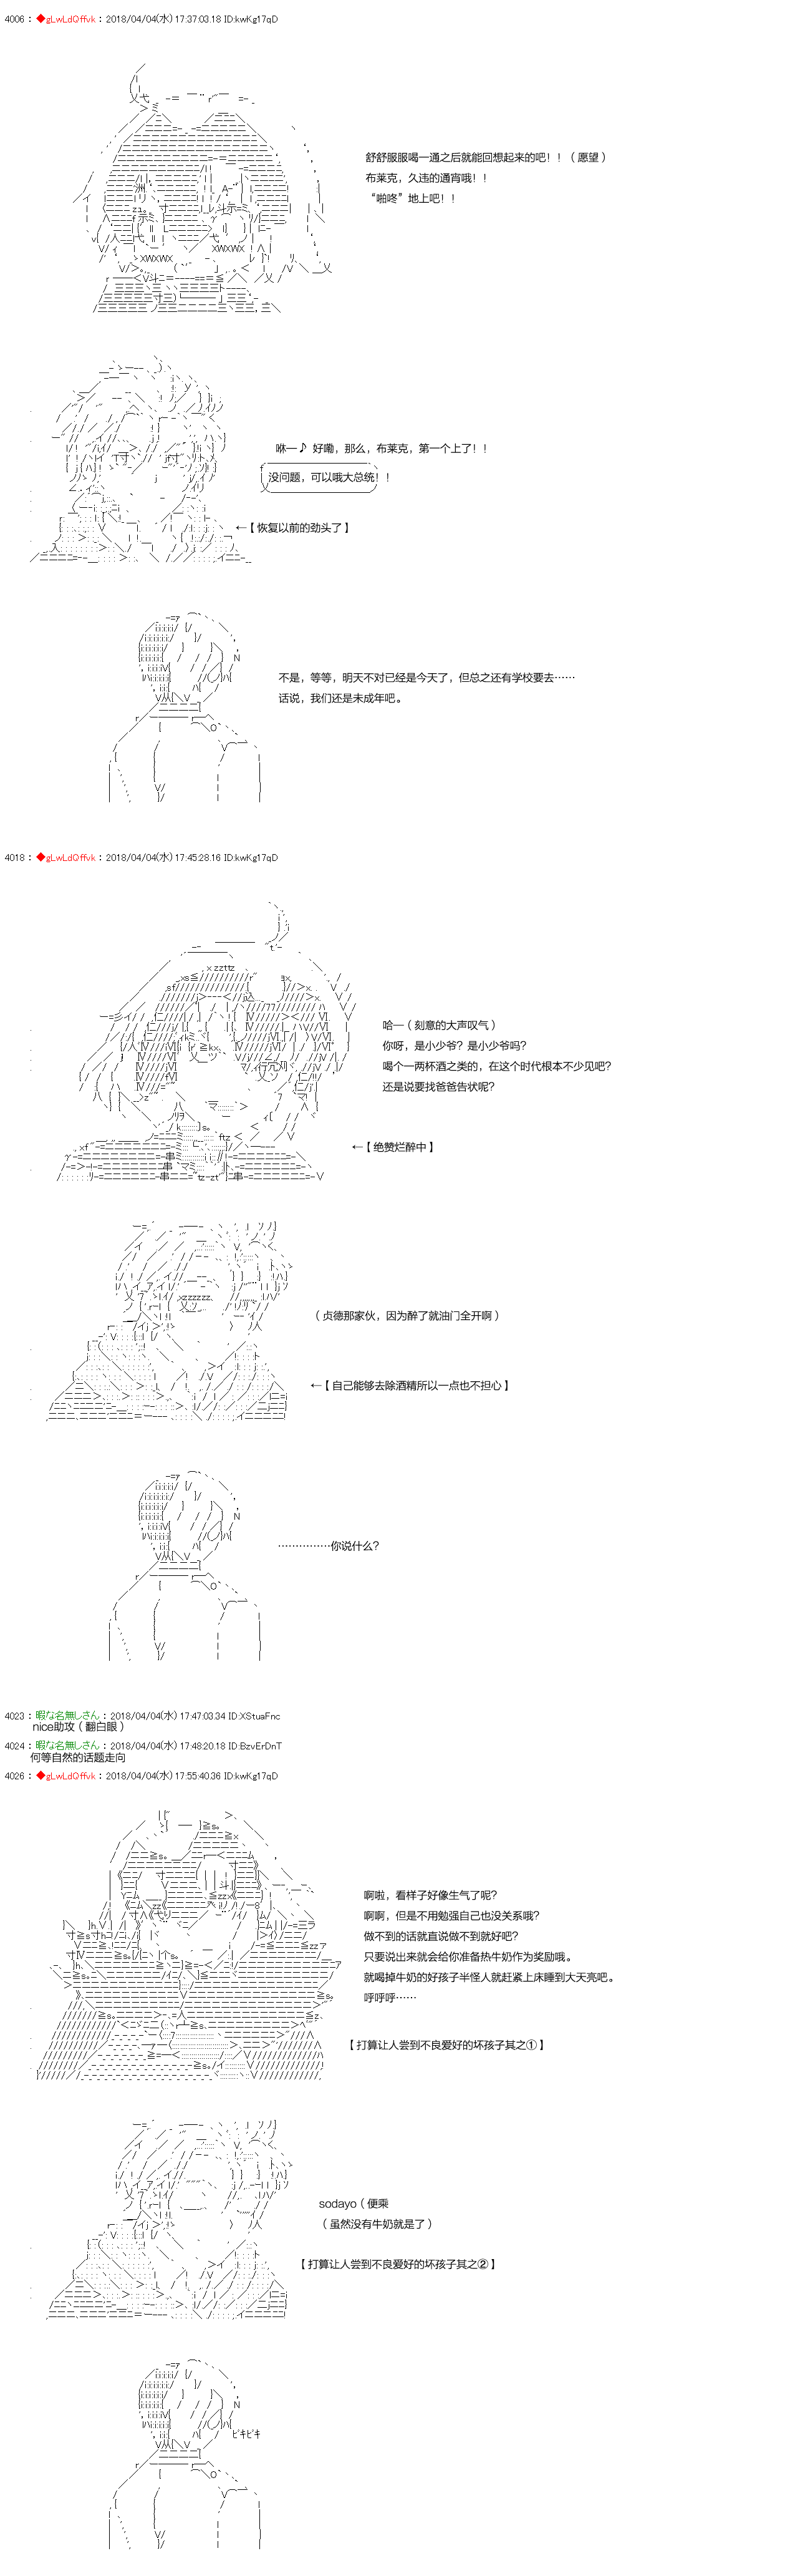 4006 : ◆gLwLdQffvk : 2018/04/04(水) 17:37:03.18 ID:kwKg17qD
舒舒服服喝一通之后就能回想起来的吧！！（愿望）
布莱克，久违的通宵哦！！
“啪咚”地上吧！！
咻—♪ 好嘞，那么，布莱克，第一个上了！！
没问题，可以哦大总统！！
←【恢复以前的劲头了】
不是，等等，明天不对已经是今天了，但总之还有学校要去……
话说，我们还是未成年吧。
4018 : ◆gLwLdQffvk : 2018/04/04(水) 17:45:28.16 ID:kwKg17qD
哈—（刻意的大声叹气）
你呀，是小少爷？是小少爷吗？
喝个一两杯酒之类的，在这个时代根本不少见吧？
还是说要找爸爸告状呢？
←【绝赞烂醉中】
（贞德那家伙，因为醉了就油门全开啊）
←【自己能够去除酒精所以一点也不担心】
……………你说什么？
4023 : 暇な名無しさん : 2018/04/04(水) 17:47:03.34 ID:XStuaFnc
nice助攻（翻白眼）
4024 : 暇な名無しさん : 2018/04/04(水) 17:48:20.18 ID:BzvErDnT
何等自然的话题走向
4026 : ◆gLwLdQffvk : 2018/04/04(水) 17:55:40.36 ID:kwKg17qD
啊啦，看样子好像生气了呢？
啊啊，但是不用勉强自己也没关系哦？
做不到的话就直说做不到就好吧？
只要说出来就会给你准备热牛奶作为奖励哦。
就喝掉牛奶的好孩子半怪人就赶紧上床睡到大天亮吧。
呼呼呼……
【打算让人尝到不良爱好的坏孩子其之①】
sodayo（便乘
（虽然没有牛奶就是了）
【打算让人尝到不良爱好的坏孩子其之②】
ﾋﾞｷﾋﾞｷ